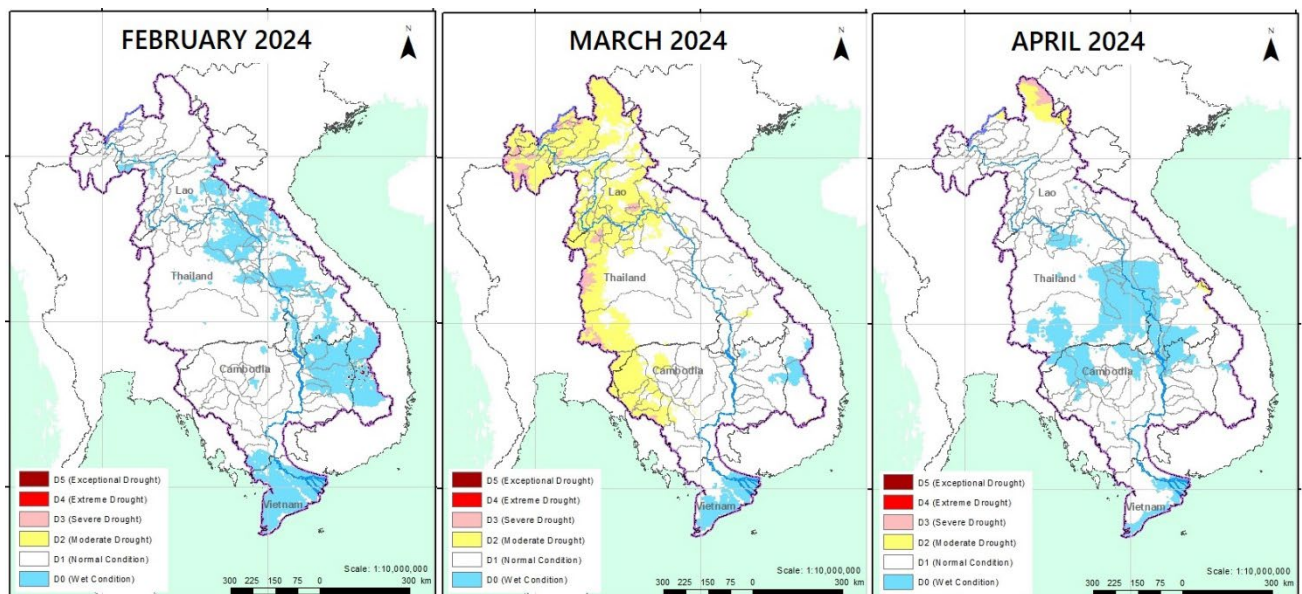 FEBRUARY 2024
N
Lao
Thailand
Cambodia
Vietnam
D5 (Exceptional Drought)
D4 (Extreme Drought)
D3 (Severe Drought)
D2 (Moderate Drought)
D1 (Normal Condition)
D0 (Wet Condition)
Scale: 1:10,000,000
300 225 150 75 0 300 km
MARCH 2024
N
Lao
Thailand
Cambodia
Vietnam
D5 (Exceptional Drought)
D4 (Extreme Drought)
D3 (Severe Drought)
D2 (Moderate Drought)
D1 (Normal Condition)
D0 (Wet Condition)
Scale: 1:10,000,000
300 225 150 75 0 300 km
APRIL 2024
N
Lao
Thailand
Cambodia
Vietnam
D5 (Exceptional Drought)
D4 (Extreme Drought)
D3 (Severe Drought)
D2 (Moderate Drought)
D1 (Normal Condition)
D0 (Wet Condition)
Scale: 1:10,000,000
300 225 150 75 0 300 km